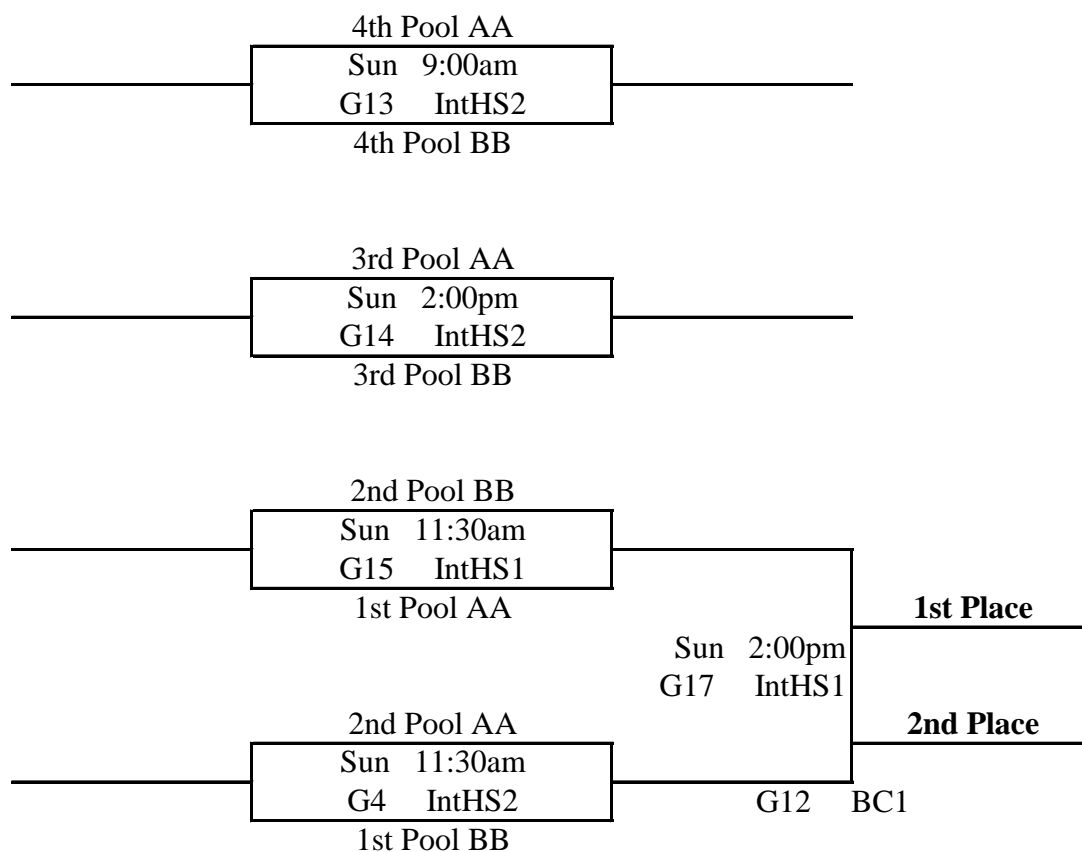 4th Pool AA
Sun 9:00am
G13 IntHS2
4th Pool BB
3rd Pool AA
Sun 2:00pm
G14 IntHS2
3rd Pool BB
2nd Pool BB
Sun 11:30am
G15 IntHS1
1st Pool AA
1st Place
Sun 2:00pm
G17 IntHS1
2nd Pool AA
2nd Place
Sun 11:30am
G4 IntHS2
G12 BC1
1st Pool BB